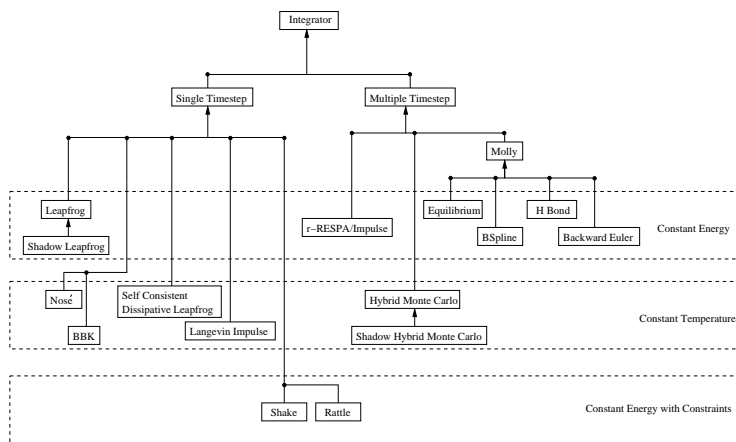 Integrator
Single Timestep
Multiple Timestep
Molly
Leapfrog
Equilibrium
H Bond
r−RESPA/Impulse
BSpline
Backward Euler
Constant Energy
Shadow Leapfrog
Nosé
Self Consistent
Dissipative Leapfrog
Hybrid Monte Carlo
Constant Temperature
BBK
Langevin Impulse
Shadow Hybrid Monte Carlo
Shake
Rattle
Constant Energy with Constraints